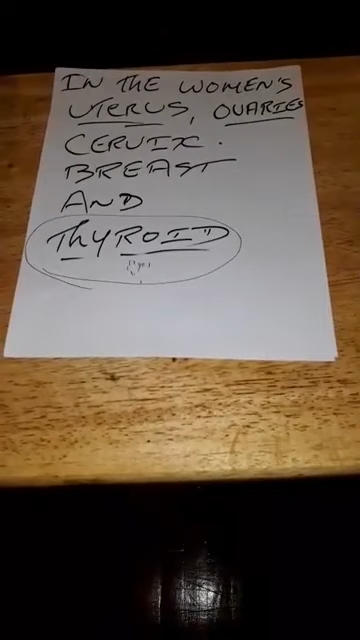 IN THE WOMEN'S
UTERUS, OVARIES
CERVIX.
BREAST
AND
THYROID